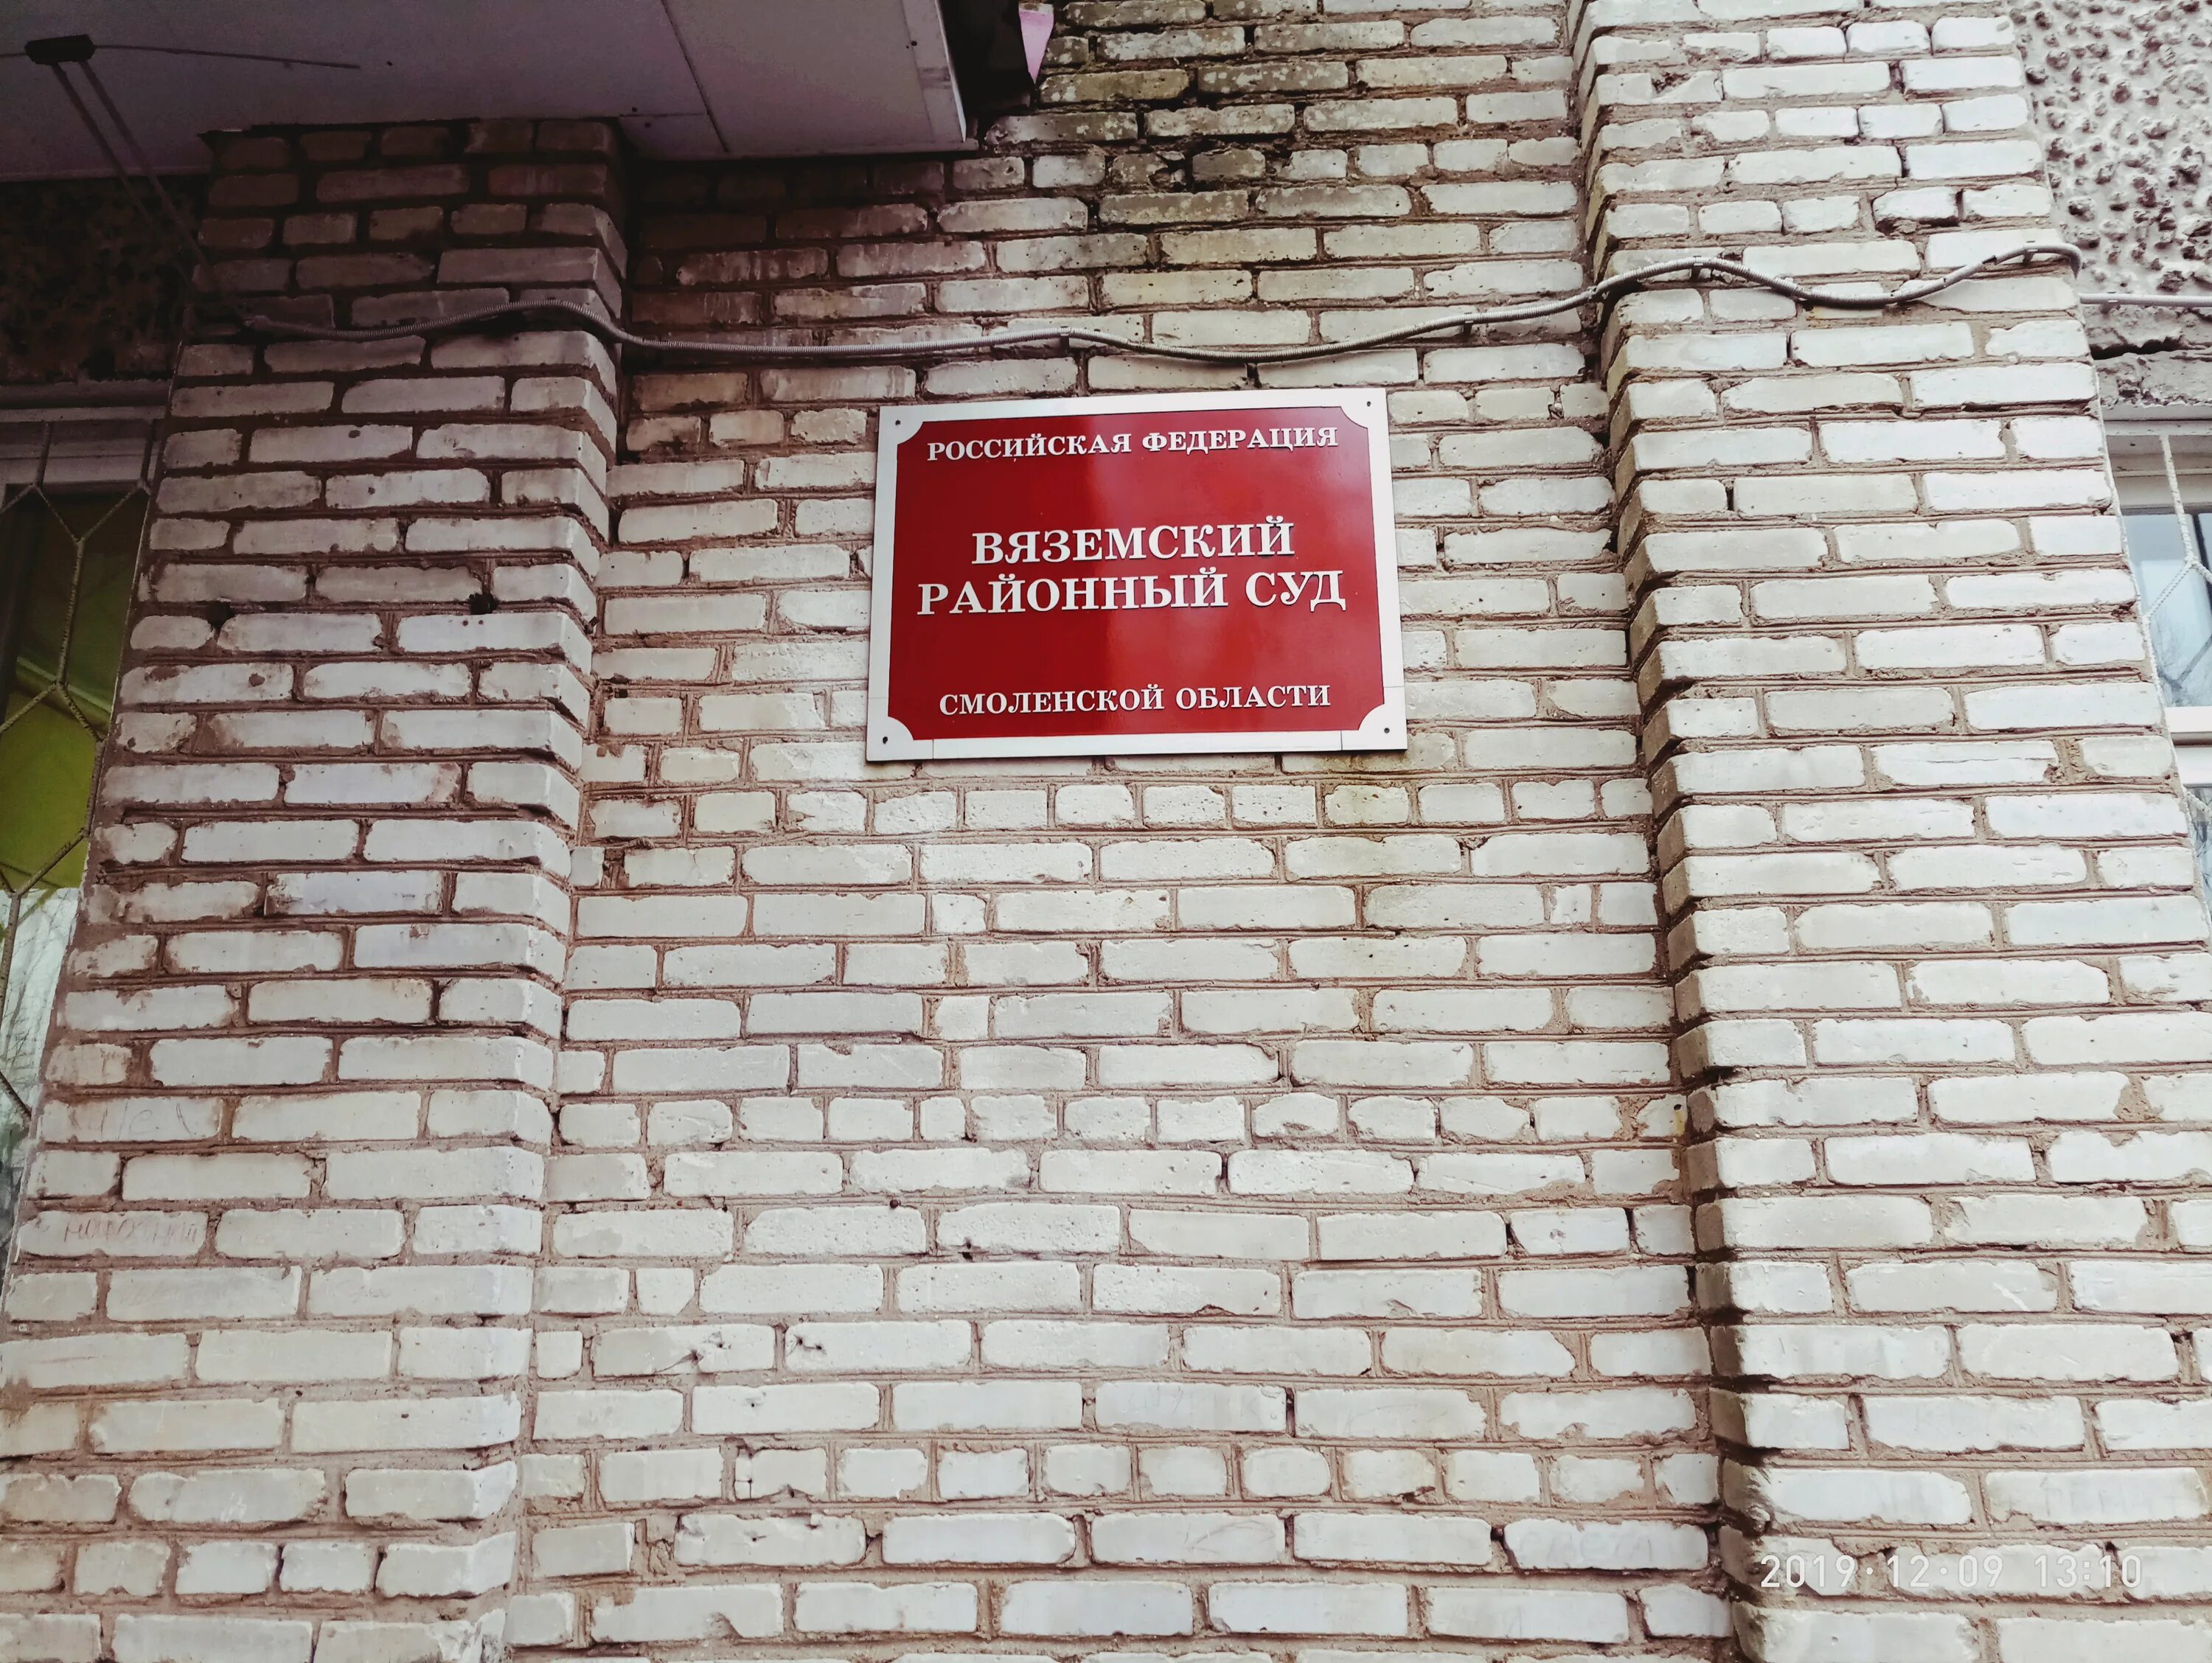 РОССИЙСКАЯ ФЕДЕРАЦИЯ
ВЯЗЕМСКИЙ
РАЙОННЫЙ СУД
СМОЛЕНСКОЙ ОБЛАСТИ
2019·12·09 13:10